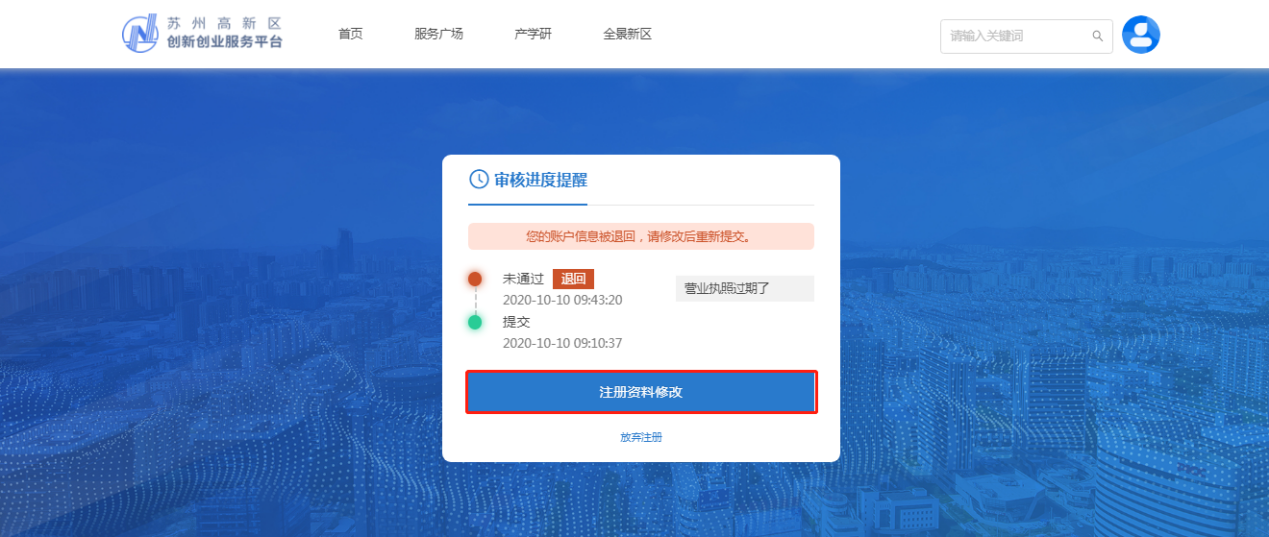 苏州高新区
创新创业服务平台
首页 服务广场 产学研 全景新区
请输入关键词
审核进度提醒
您的账户信息被退回，请修改后重新提交。
未通过 退回
营业执照过期了
2020-10-10 09:43:20
提交
2020-10-10 09:10:37
注册资料修改
放弃注册